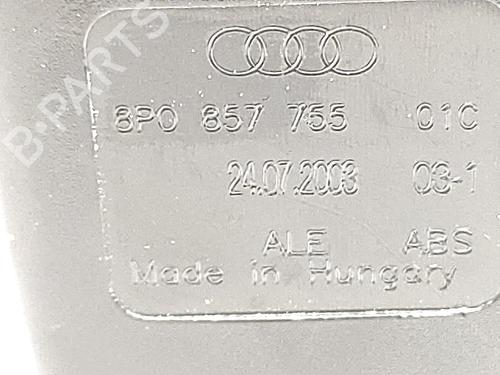 B-PARTS
8P0 857 755 01C
24.07.2003 03-1
ALE ABS
Made in Hungary